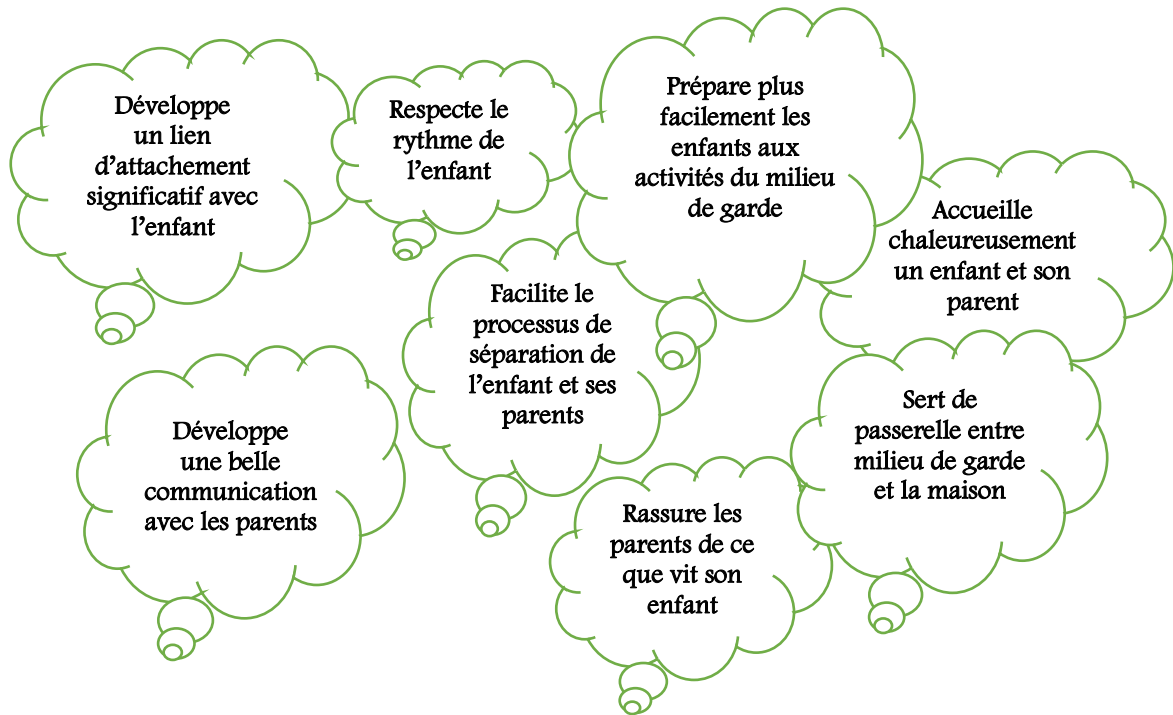 Développe
un lien
d'attachement
significatif avec
l'enfant
Respecte le
rythme de
l'enfant
Prépare plus
facilement les
enfants aux
activités du milieu
de garde
Accueille
chaleureusement
un enfant et son
parent
Facilite le
processus de
séparation de
l'enfant et ses
parents
Développe
une belle
communication
avec les parents
Sert de
passerelle entre
milieu de garde
et la maison
Rassure les
parents de ce
que vit son
enfant